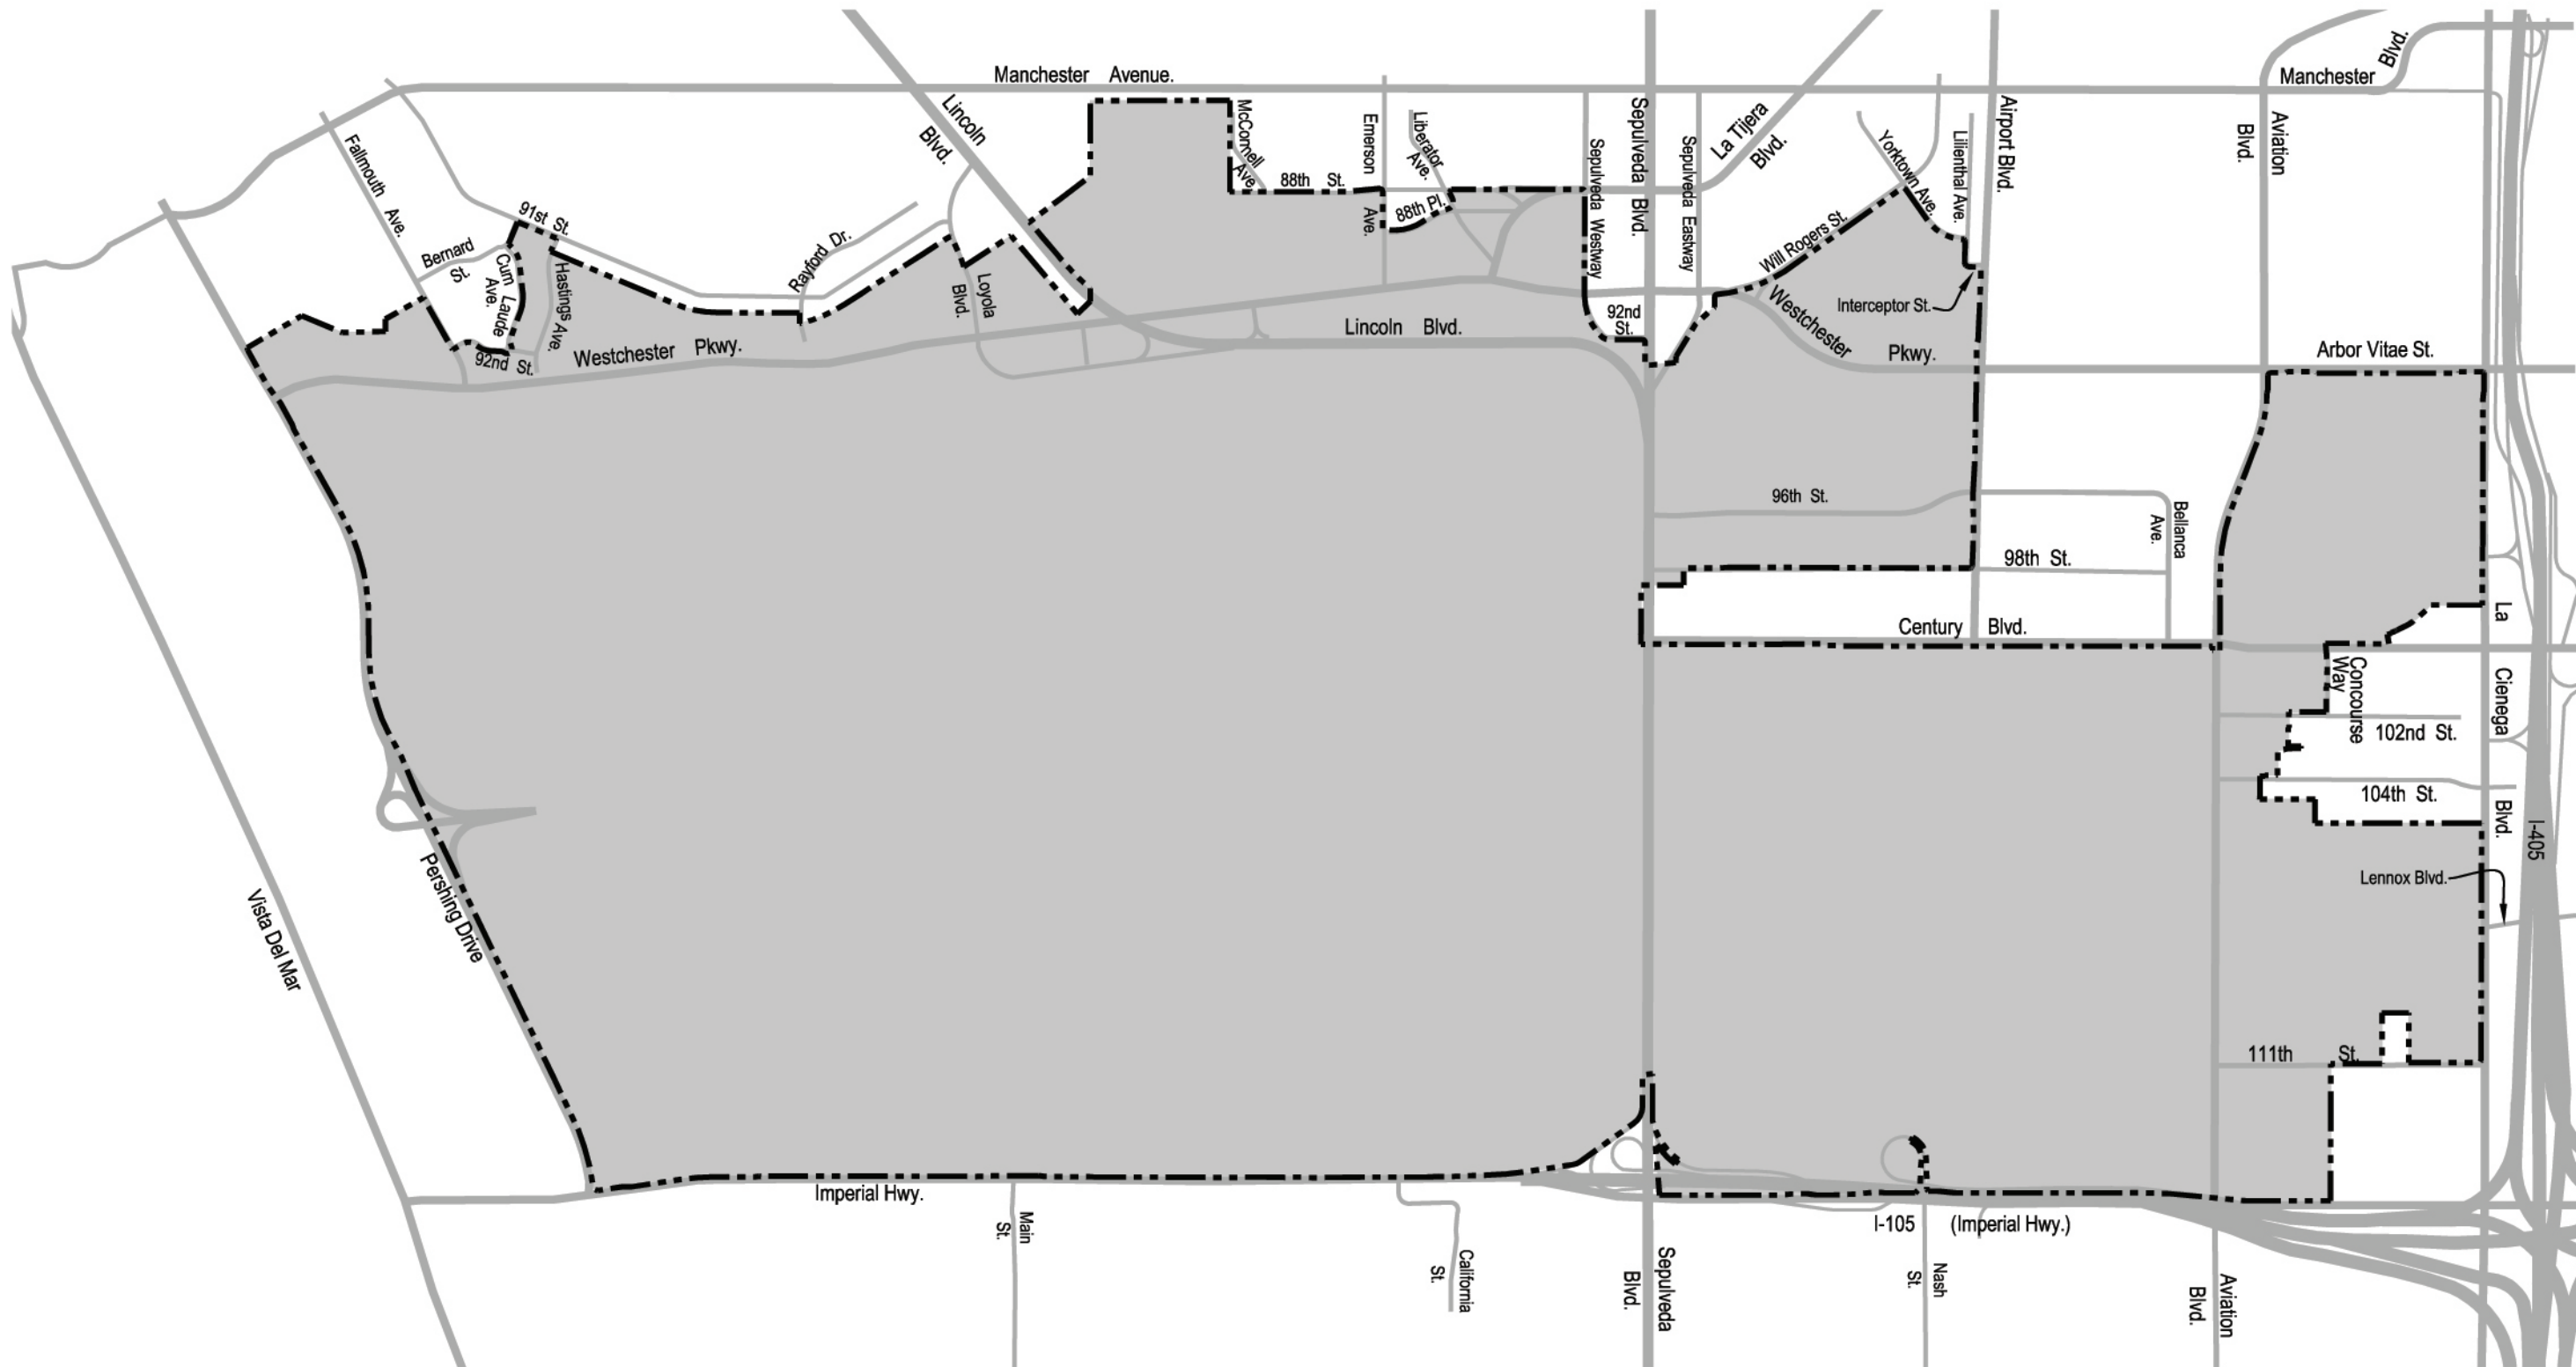 Manchester Avenue.
Manchester Blvd.
Lincoln
Blvd.
McConnell
Ave.
Emerson
Ave.
Liberator
Ave.
Sepulveda Westway
Sepulveda Blvd.
Sepulveda Eastway
La Tijera
Blvd.
Yorktown Ave.
Lilienthal Ave.
Airport Blvd.
Aviation
Blvd.
Fallmouth Ave.
91st St.
88th St.
88th Pl.
Bernard
St.
Cum Laude
Ave.
Hastings Ave.
Rayford Dr.
Loyola
Blvd.
Will Rogers St.
Interceptor St.
92nd
St.
92nd St.
Westchester Pkwy.
Lincoln Blvd.
Westchester Pkwy.
Arbor Vitae St.
96th St.
Bellanca
Ave.
98th St.
Century Blvd.
La Cienega Blvd.
Concourse
Way
102nd St.
104th St.
I-405
Lennox Blvd.
Pershing Drive
Vista Del Mar
111th St.
Imperial Hwy.
I-105 (Imperial Hwy.)
Main
St.
California
St.
Sepulveda
Blvd.
Nash
St.
Aviation
Blvd.